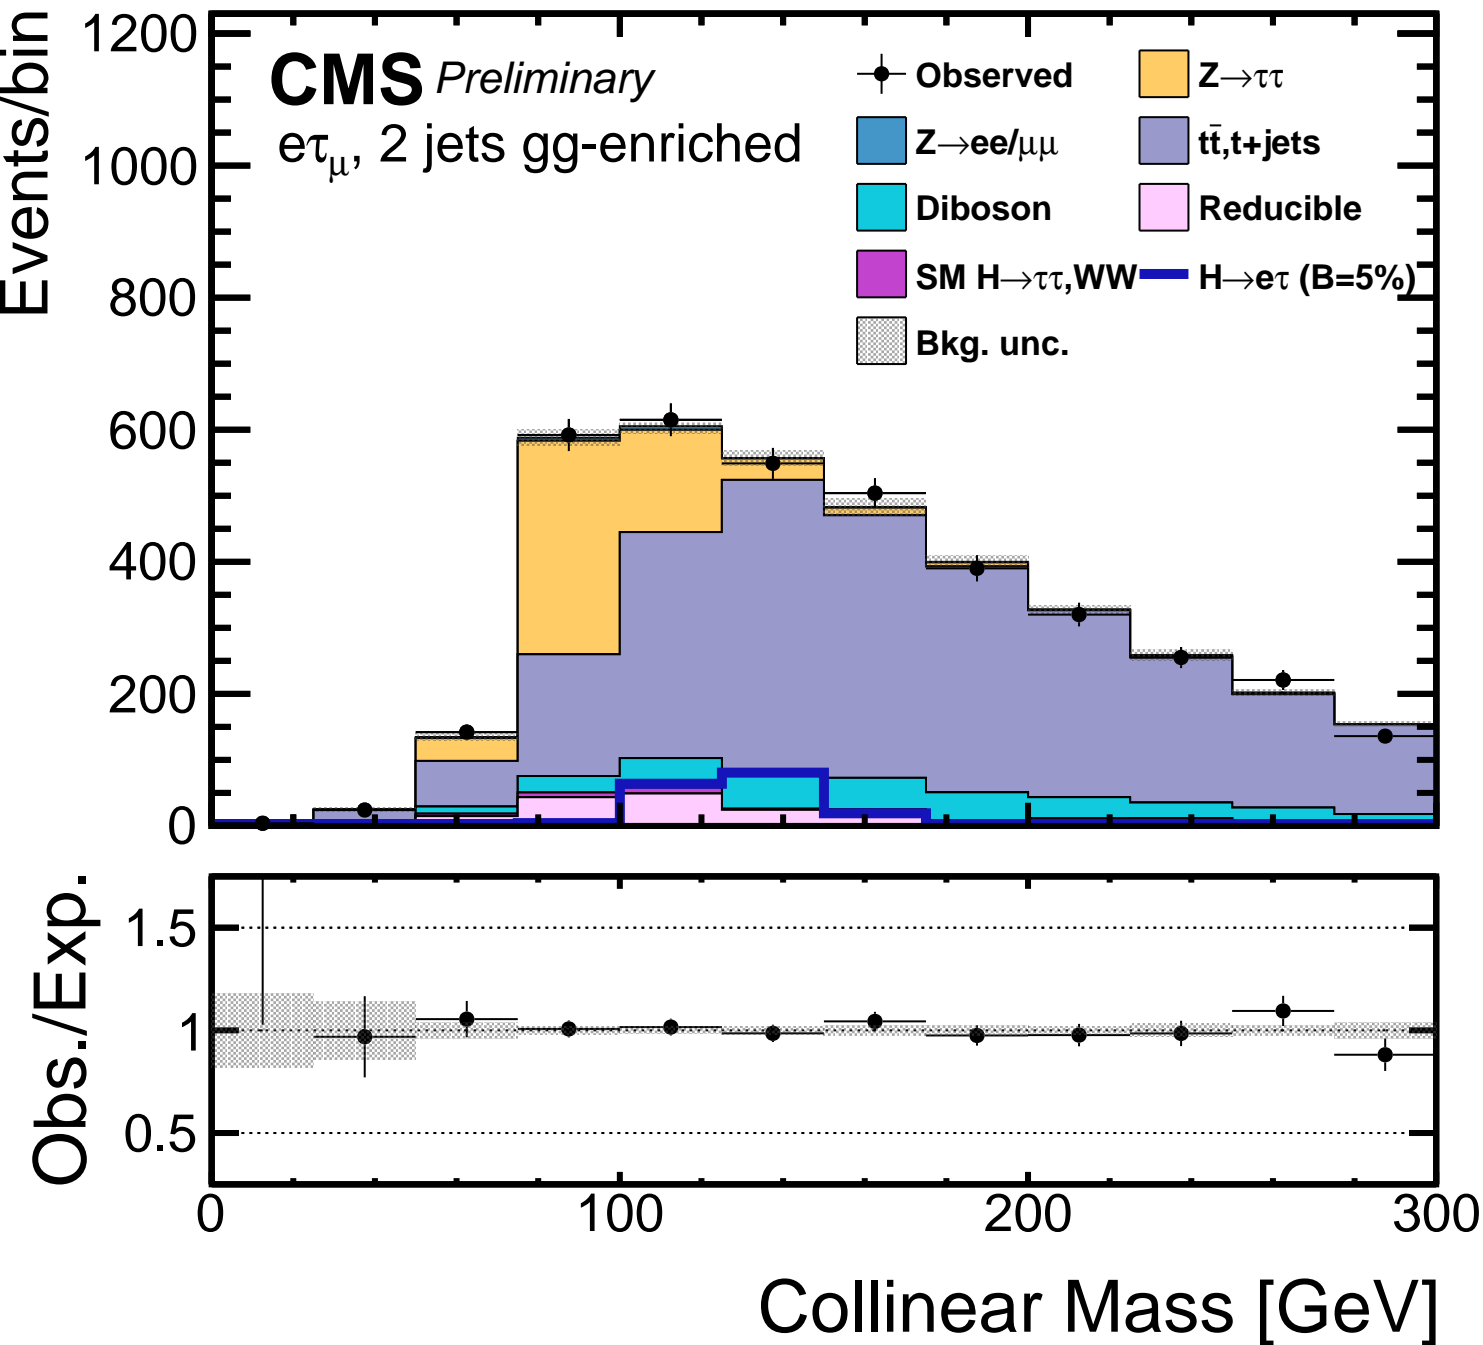 CMS Preliminary
eτμ, 2 jets gg-enriched
Observed
Z→ττ
Z→ee/μμ
tt̄,t+jets
Diboson
Reducible
SM H→ττ,WW
H→eτ (B=5%)
Bkg. unc.
Events/bin
1200
1000
800
600
400
200
0
Obs./Exp.
1.5
1
0.5
0
100
200
300
Collinear Mass [GeV]